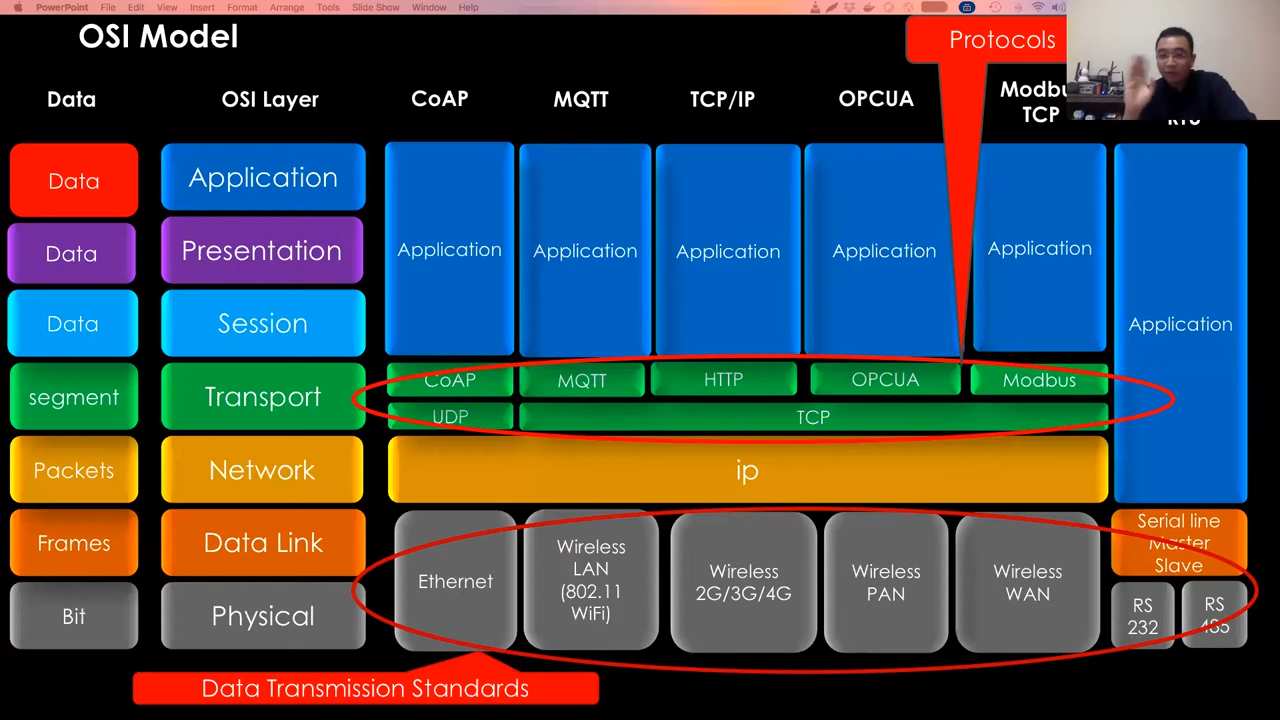 PowerPoint File Edit View Insert Format Arrange Tools Slide Show Window Help
OSI Model
Protocols
Data
OSI Layer
CoAP
MQTT
TCP/IP
OPCUA
TCP
Data
Application
Data
Presentation
Data
Session
Application
Application
Application
Application
Application
Application
segment
Transport
CoAP
MQTT
HTTP
OPCUA
Modbus
UDP
TCP
Packets
Network
ip
Frames
Data Link
Bit
Physical
Ethernet
Wireless
LAN
(802.11
WiFi)
Wireless
2G/3G/4G
Wireless
PAN
Wireless
WAN
Serial line
Master
Slave
RS
232
RS
485
Data Transmission Standards